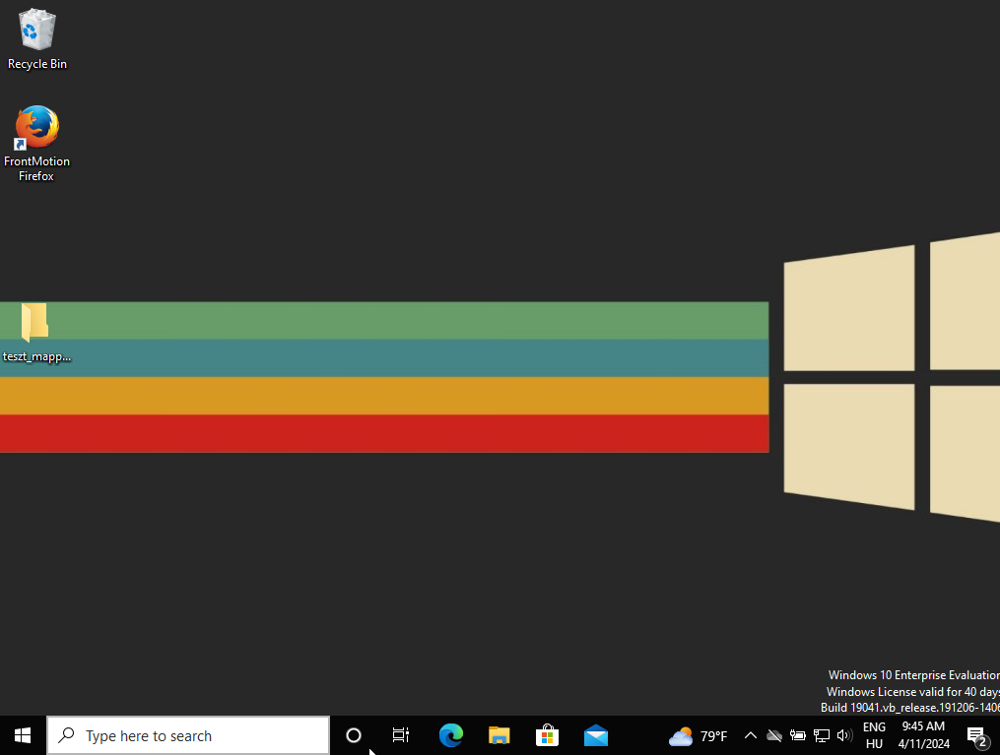 Recycle Bin
FrontMotion
Firefox
teszt_mapp...
Windows 10 Enterprise Evaluation
Windows License valid for 40 days
Build 19041.vb_release.191206-1406
Type here to search
79°F
ENG
HU
9:45 AM
4/11/2024
2